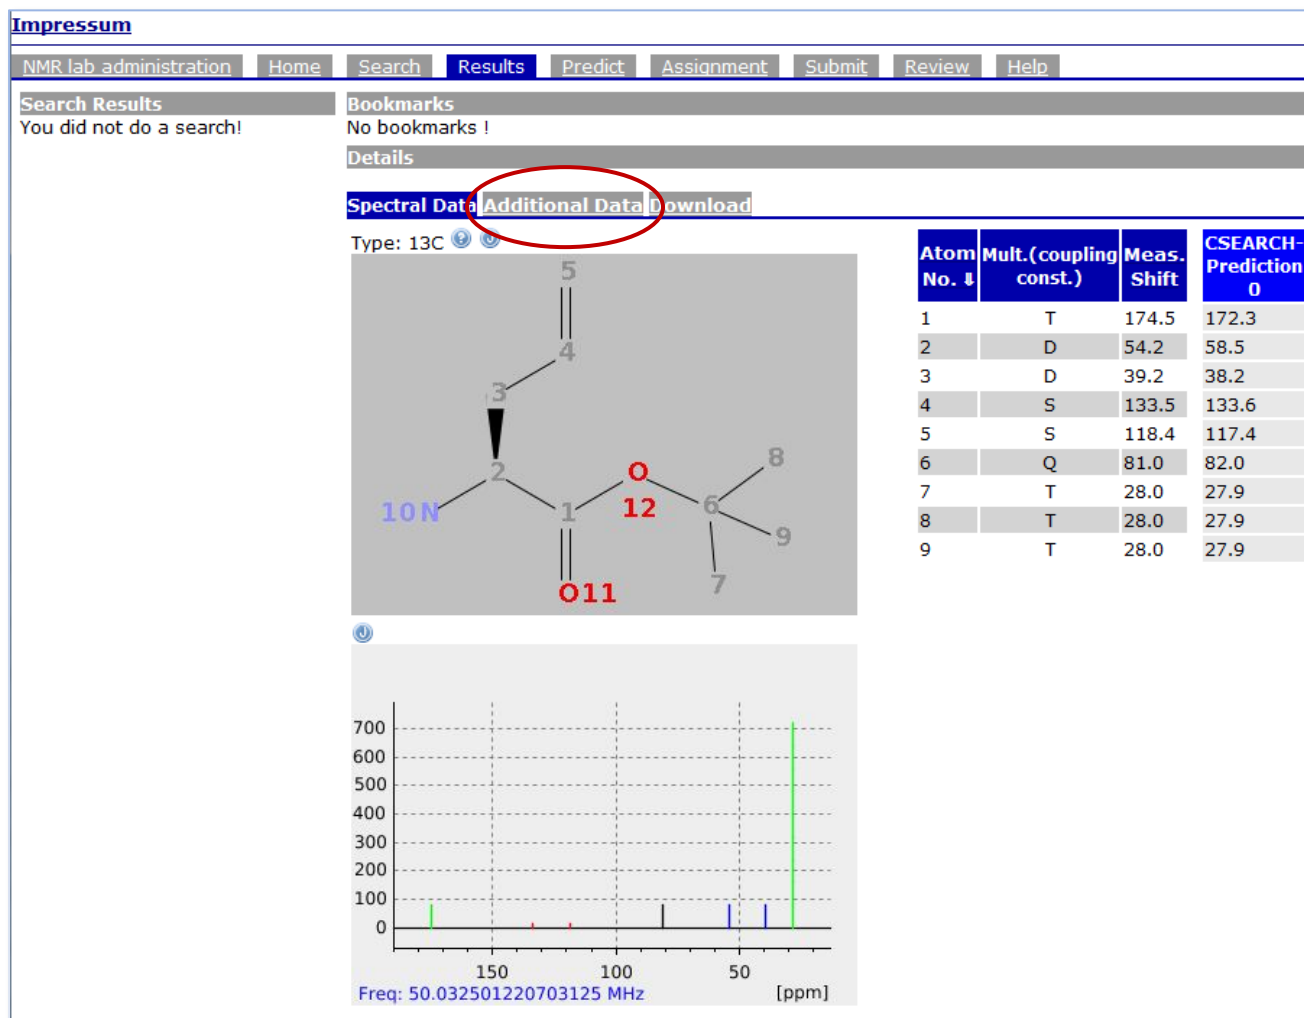 Impressum
NMR lab administration Home Search Results Predict Assignment Submit Review Help
Search Results
You did not do a search!
Bookmarks
No bookmarks !
Details
Spectral Data Additional Data Download
Type: 13C ? J
5
4
3
2
10N
1
O
12
6
8
9
7
O11
Atom No. ⬇ Mult.(coupling const.) Meas. Shift CSEARCH-Prediction 0
1 T 174.5 172.3
2 D 54.2 58.5
3 D 39.2 38.2
4 S 133.5 133.6
5 S 118.4 117.4
6 Q 81.0 82.0
7 T 28.0 27.9
8 T 28.0 27.9
9 T 28.0 27.9
J
700
600
500
400
300
200
100
0
150 100 50
Freq: 50.032501220703125 MHz [ppm]